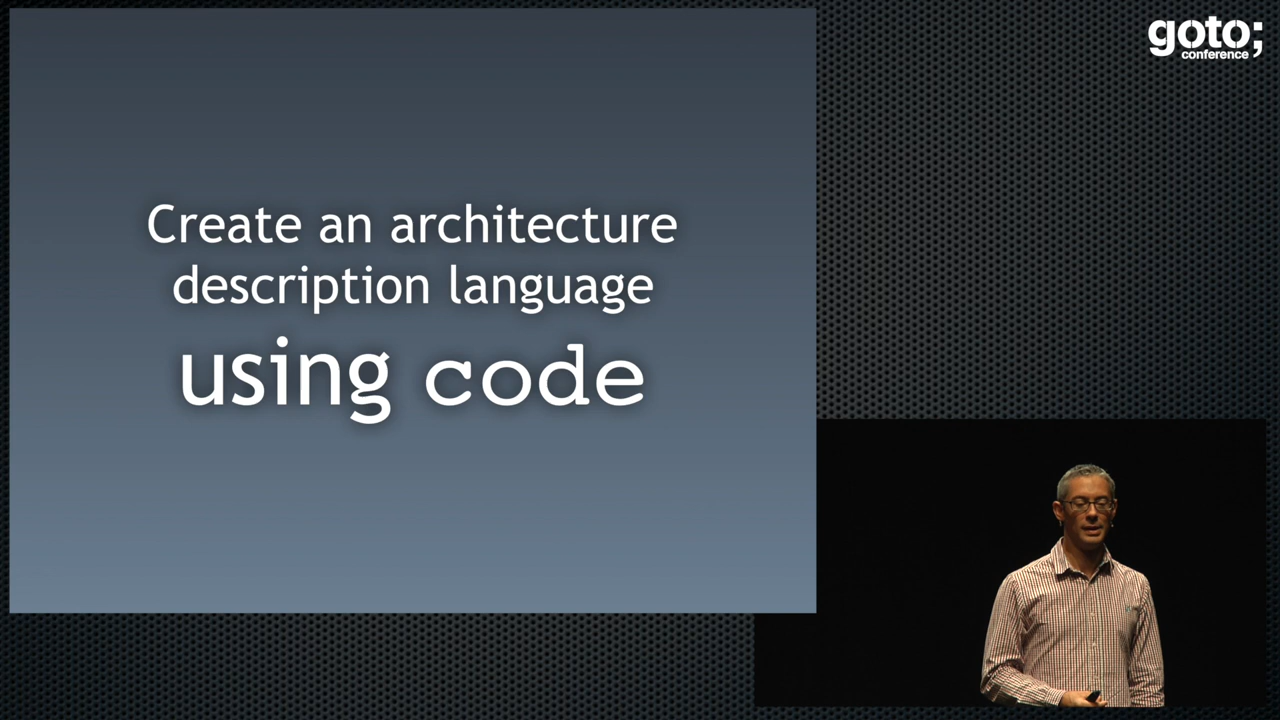 goto;
conference
Create an architecture
description language
using code